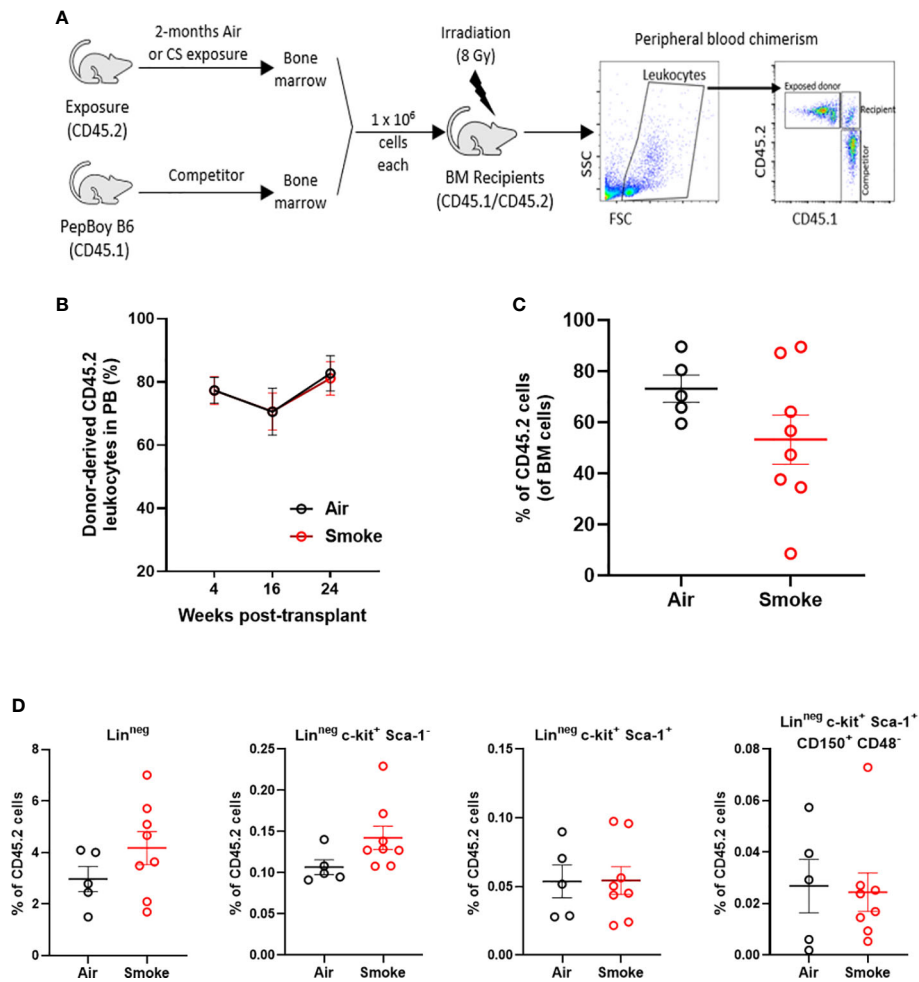 A
2-months Air
or CS exposure
Bone
marrow
Exposure
(CD45.2)
Competitor
Bone
marrow
PepBoy B6
(CD45.1)
1 x 10⁶
cells
each
Irradiation
(8 Gy)
BM Recipients
(CD45.1/CD45.2)
Peripheral blood chimerism
Leukocytes
SSC
FSC
Exposed donor
Recipient
Competitor
CD45.2
CD45.1
B
Donor-derived CD45.2
leukocytes in PB (%)
100
80
60
40
20
Air
Smoke
4 16 24
Weeks post-transplant
C
% of CD45.2 cells
(of BM cells)
100
80
60
40
20
0
Air Smoke
D
Linⁿᵉᵍ
% of CD45.2 cells
8
6
4
2
0
Air Smoke
Linⁿᵉᵍ c-kit⁺ Sca-1⁻
% of CD45.2 cells
0.25
0.20
0.15
0.10
0.05
0.00
Air Smoke
Linⁿᵉᵍ c-kit⁺ Sca-1⁺
% of CD45.2 cells
0.15
0.10
0.05
0.00
Air Smoke
Linⁿᵉᵍ c-kit⁺ Sca-1⁺
CD150⁺ CD48⁻
% of CD45.2 cells
0.08
0.06
0.04
0.02
0.00
Air Smoke